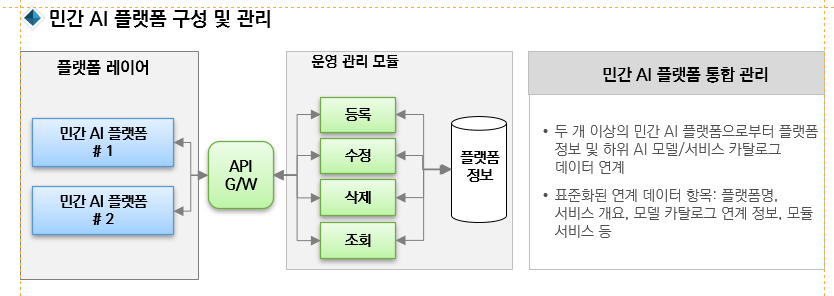 민간 AI 플랫폼 구성 및 관리
플랫폼 레이어
민간 AI 플랫폼
# 1
민간 AI 플랫폼
# 2
API
G/W
운영 관리 모듈
등록
수정
삭제
조회
플랫폼
정보
민간 AI 플랫폼 통합 관리
• 두 개 이상의 민간 AI 플랫폼으로부터 플랫폼
정보 및 하위 AI 모델/서비스 카탈로그
데이터 연계
• 표준화된 연계 데이터 항목: 플랫폼명,
서비스 개요, 모델 카탈로그 연계 정보, 모듈
서비스 등